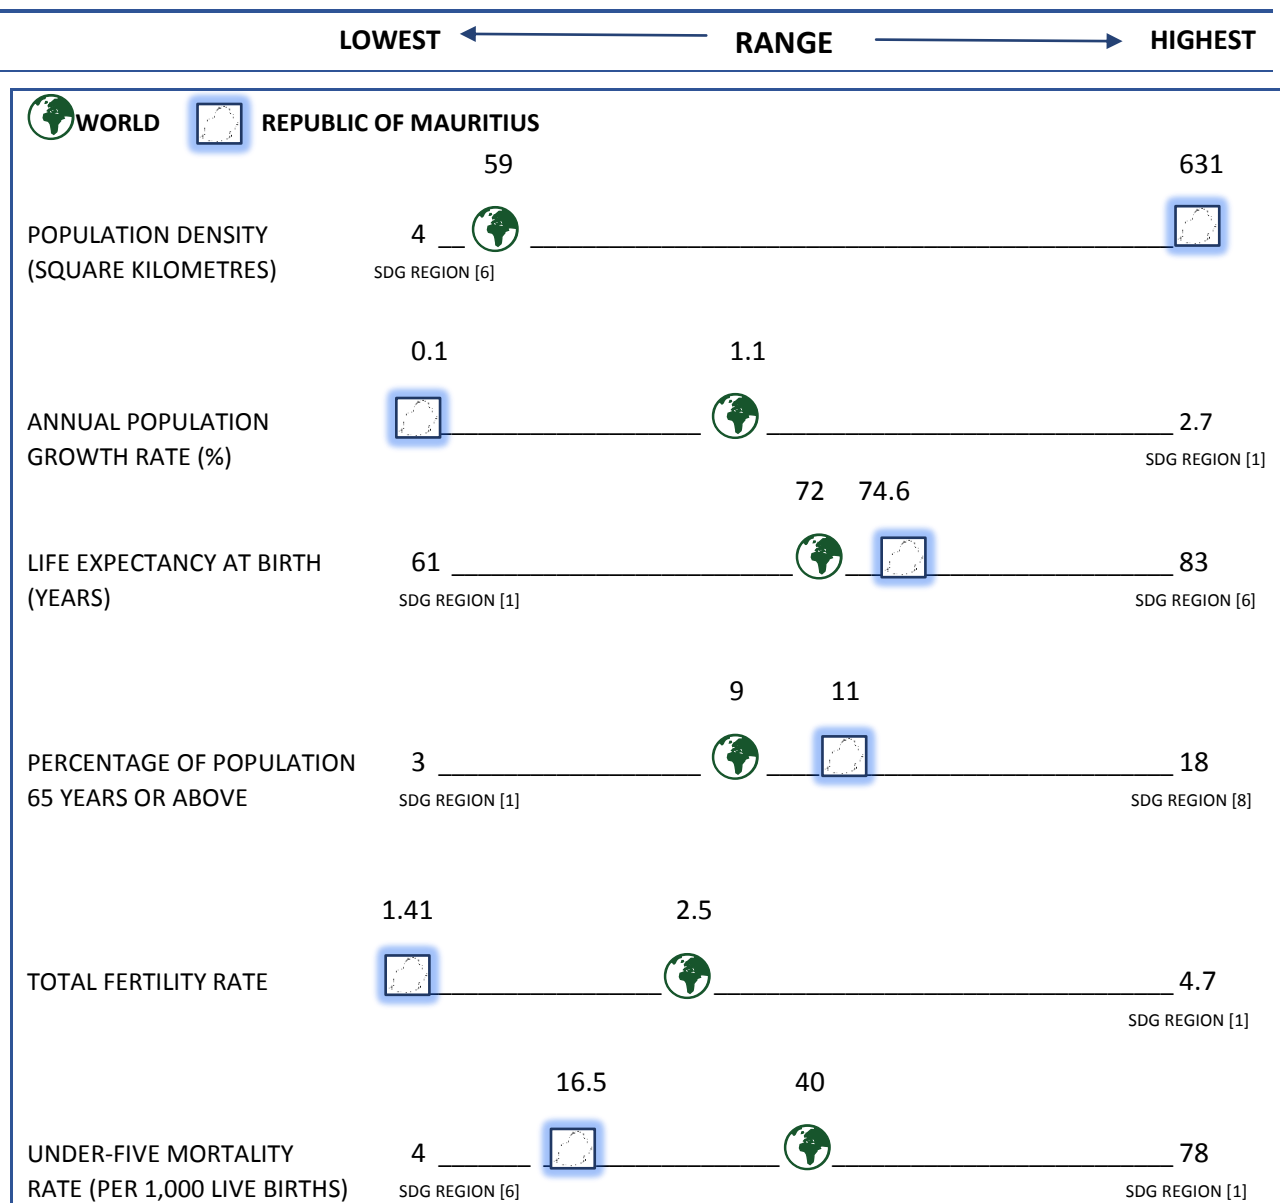 LOWEST RANGE HIGHEST
WORLD REPUBLIC OF MAURITIUS
59 631
POPULATION DENSITY 4
(SQUARE KILOMETRES) SDG REGION [6]
0.1 1.1
ANNUAL POPULATION 2.7
GROWTH RATE (%) SDG REGION [1]
72 74.6
LIFE EXPECTANCY AT BIRTH 61 83
(YEARS) SDG REGION [1] SDG REGION [6]
9 11
PERCENTAGE OF POPULATION 3 18
65 YEARS OR ABOVE SDG REGION [1] SDG REGION [8]
1.41 2.5
TOTAL FERTILITY RATE 4.7
SDG REGION [1]
16.5 40
UNDER-FIVE MORTALITY 4 78
RATE (PER 1,000 LIVE BIRTHS) SDG REGION [6] SDG REGION [1]